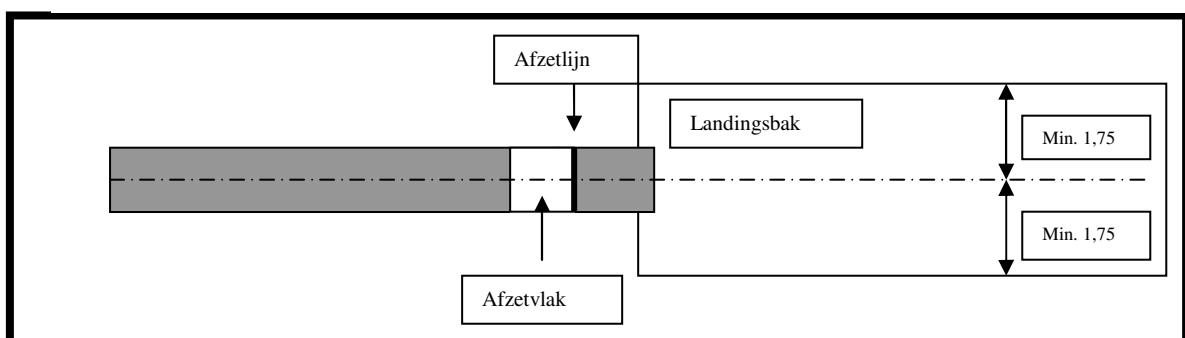 Afzetlijn
Landingsbak
Min. 1,75
Min. 1,75
Afzetvlak